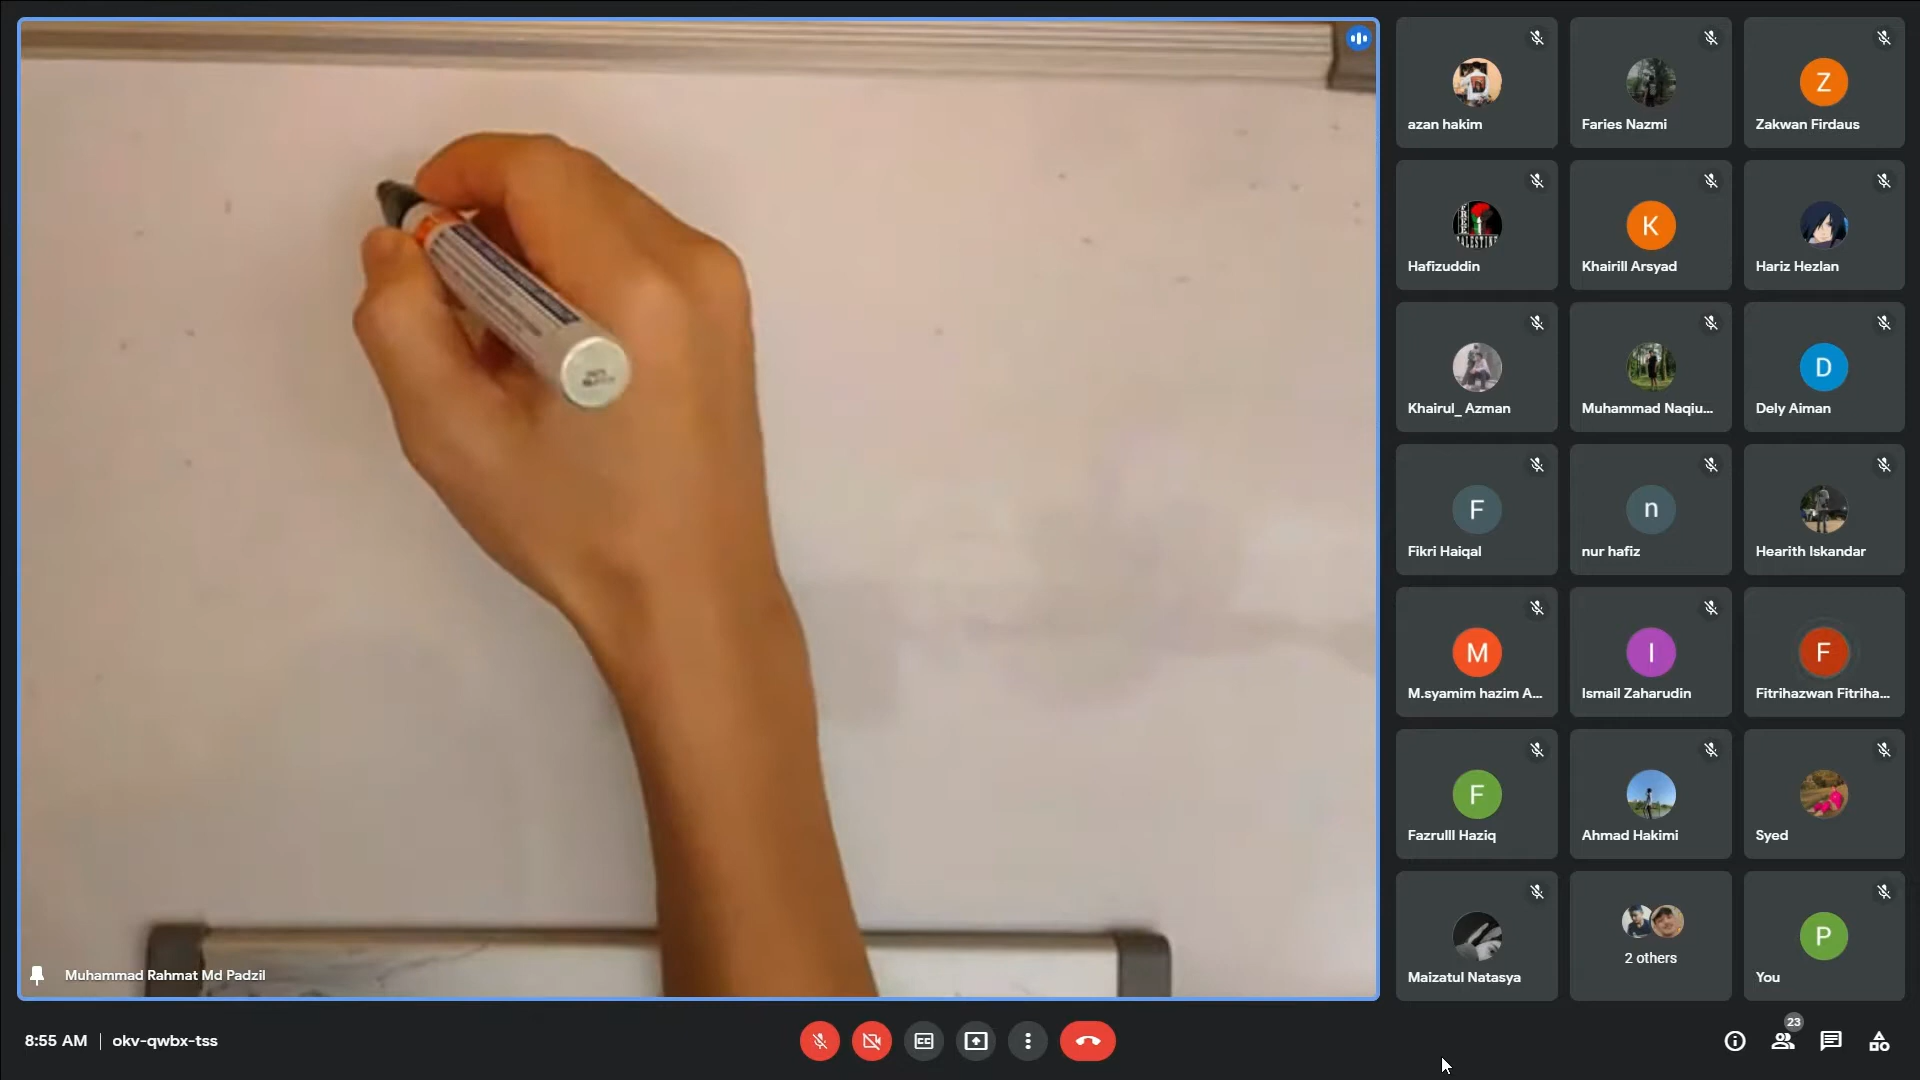 azan hakim
Faries Nazmi
Z
Zakwan Firdaus
Hafizuddin
K
Khairill Arsyad
Hariz Hezlan
Khairul_ Azman
Muhammad Naqiu...
D
Dely Aiman
F
Fikri Haiqal
n
nur hafiz
Hearith Iskandar
M
M.syamim hazim A...
I
Ismail Zaharudin
F
Fitrihazwan Fitriha...
F
Fazrulll Haziq
Ahmad Hakimi
Syed
Maizatul Natasya
2 others
P
You
Muhammad Rahmat Md Padzil
8:55 AM | okv-qwbx-tss
CC
23